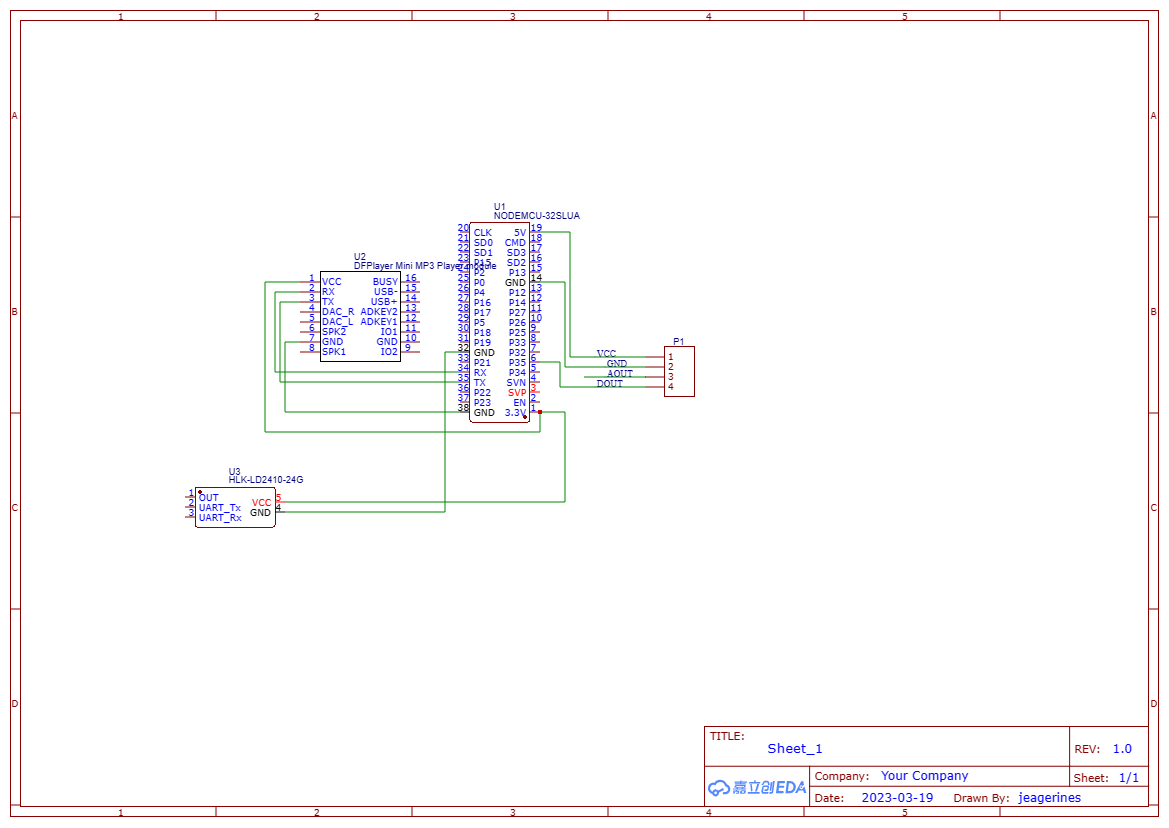 1 2 3 4 5
A A
B B
C C
D D
U1
NODEMCU-32SLUA
20 CLK 5V 19
21 SD0 CMD 18
22 SD1 SD3 17
23 P15 SD2 16
24 P2 P13 15
25 P0 GND 14
26 P4 P12 13
27 P16 P14 12
28 P17 P27 11
29 P5 P26 10
30 P18 P25 9
31 P19 P33 8
32 GND P32 7
33 P21 P35 6
34 RX P34 5
35 TX SVN 4
36 P22 SVP 3
37 P23 EN 2
38 GND 3.3V 1
U2
DFPlayer Mini MP3 Player module
1 VCC BUSY 16
2 RX USB- 15
3 TX USB+ 14
4 DAC_R ADKEY2 13
5 DAC_L ADKEY1 12
6 SPK2 IO1 11
7 GND GND 10
8 SPK1 IO2 9
P1
VCC 1
GND 2
AOUT 3
DOUT 4
U3
HLK-LD2410-24G
1 OUT
2 UART_Tx
3 UART_Rx
VCC 5
GND 4
TITLE:
Sheet_1
REV: 1.0
嘉立创EDA
Company: Your Company
Sheet: 1/1
Date: 2023-03-19 Drawn By: jeagerines
1 2 3 4 5